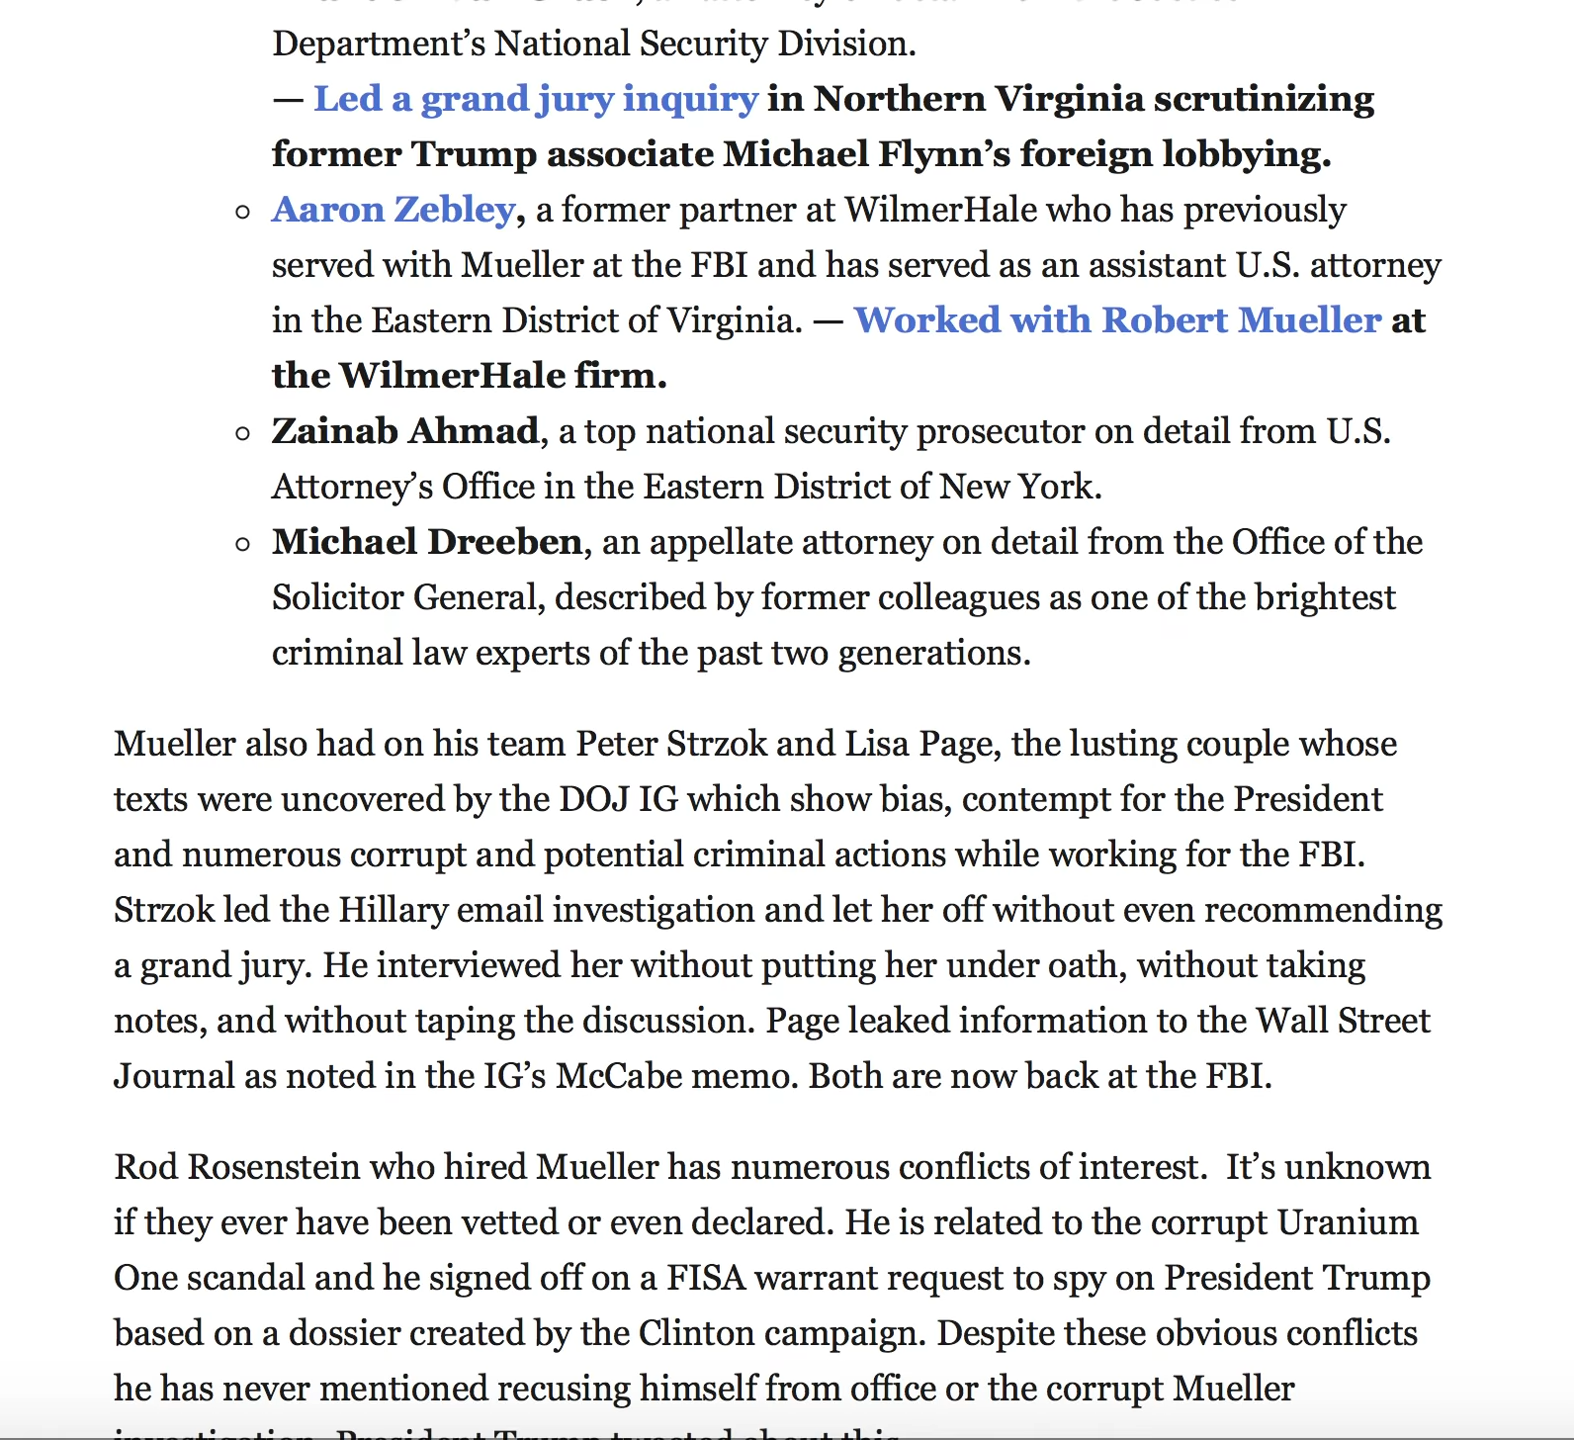 Department’s National Security Division.
— Led a grand jury inquiry in Northern Virginia scrutinizing
former Trump associate Michael Flynn’s foreign lobbying.
Aaron Zebley, a former partner at WilmerHale who has previously
served with Mueller at the FBI and has served as an assistant U.S. attorney
in the Eastern District of Virginia. — Worked with Robert Mueller at
the WilmerHale firm.
Zainab Ahmad, a top national security prosecutor on detail from U.S.
Attorney’s Office in the Eastern District of New York.
Michael Dreeben, an appellate attorney on detail from the Office of the
Solicitor General, described by former colleagues as one of the brightest
criminal law experts of the past two generations.
Mueller also had on his team Peter Strzok and Lisa Page, the lusting couple whose
texts were uncovered by the DOJ IG which show bias, contempt for the President
and numerous corrupt and potential criminal actions while working for the FBI.
Strzok led the Hillary email investigation and let her off without even recommending
a grand jury. He interviewed her without putting her under oath, without taking
notes, and without taping the discussion. Page leaked information to the Wall Street
Journal as noted in the IG’s McCabe memo. Both are now back at the FBI.
Rod Rosenstein who hired Mueller has numerous conflicts of interest.  It’s unknown
if they ever have been vetted or even declared. He is related to the corrupt Uranium
One scandal and he signed off on a FISA warrant request to spy on President Trump
based on a dossier created by the Clinton campaign. Despite these obvious conflicts
he has never mentioned recusing himself from office or the corrupt Mueller
investigation. President Trump tweeted about this